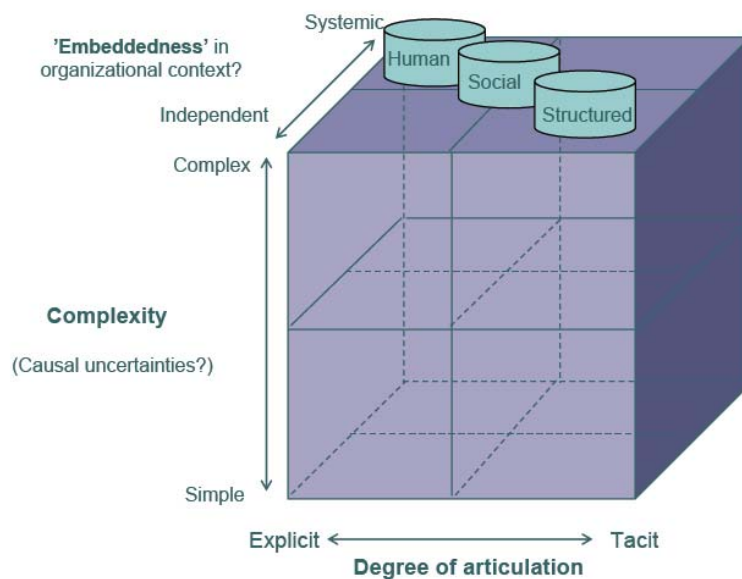 Systemic
'Embeddedness' in
organizational context?
Human
Social
Structured
Independent
Complex
Complexity
(Causal uncertainties?)
Simple
Explicit
Tacit
Degree of articulation